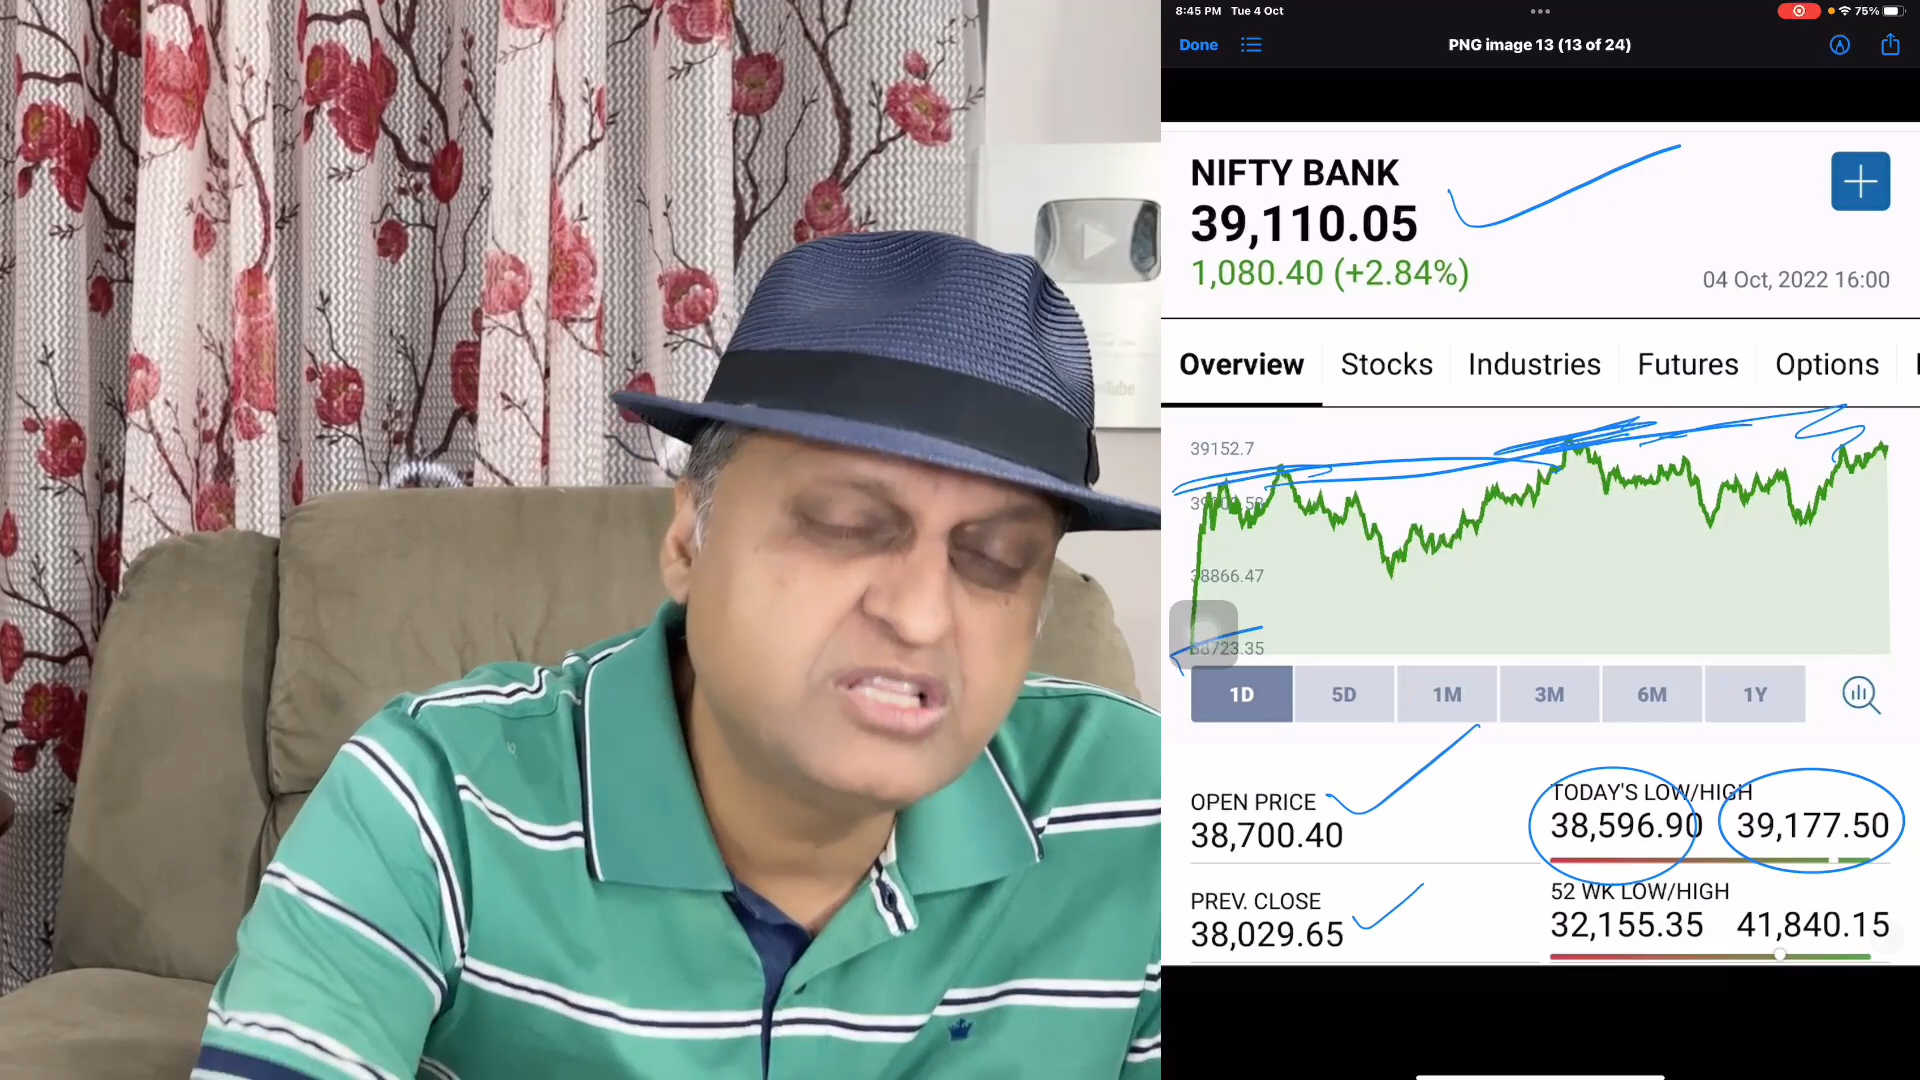 8:45 PM Tue 4 Oct
75%
Done
PNG image 13 (13 of 24)
NIFTY BANK
39,110.05
1,080.40 (+2.84%)
04 Oct, 2022 16:00
Overview Stocks Industries Futures Options
39152.7
38866.47
38723.35
1D 5D 1M 3M 6M 1Y
OPEN PRICE
38,700.40
TODAY'S LOW/HIGH
38,596.90 39,177.50
PREV. CLOSE
38,029.65
52 WK LOW/HIGH
32,155.35 41,840.15